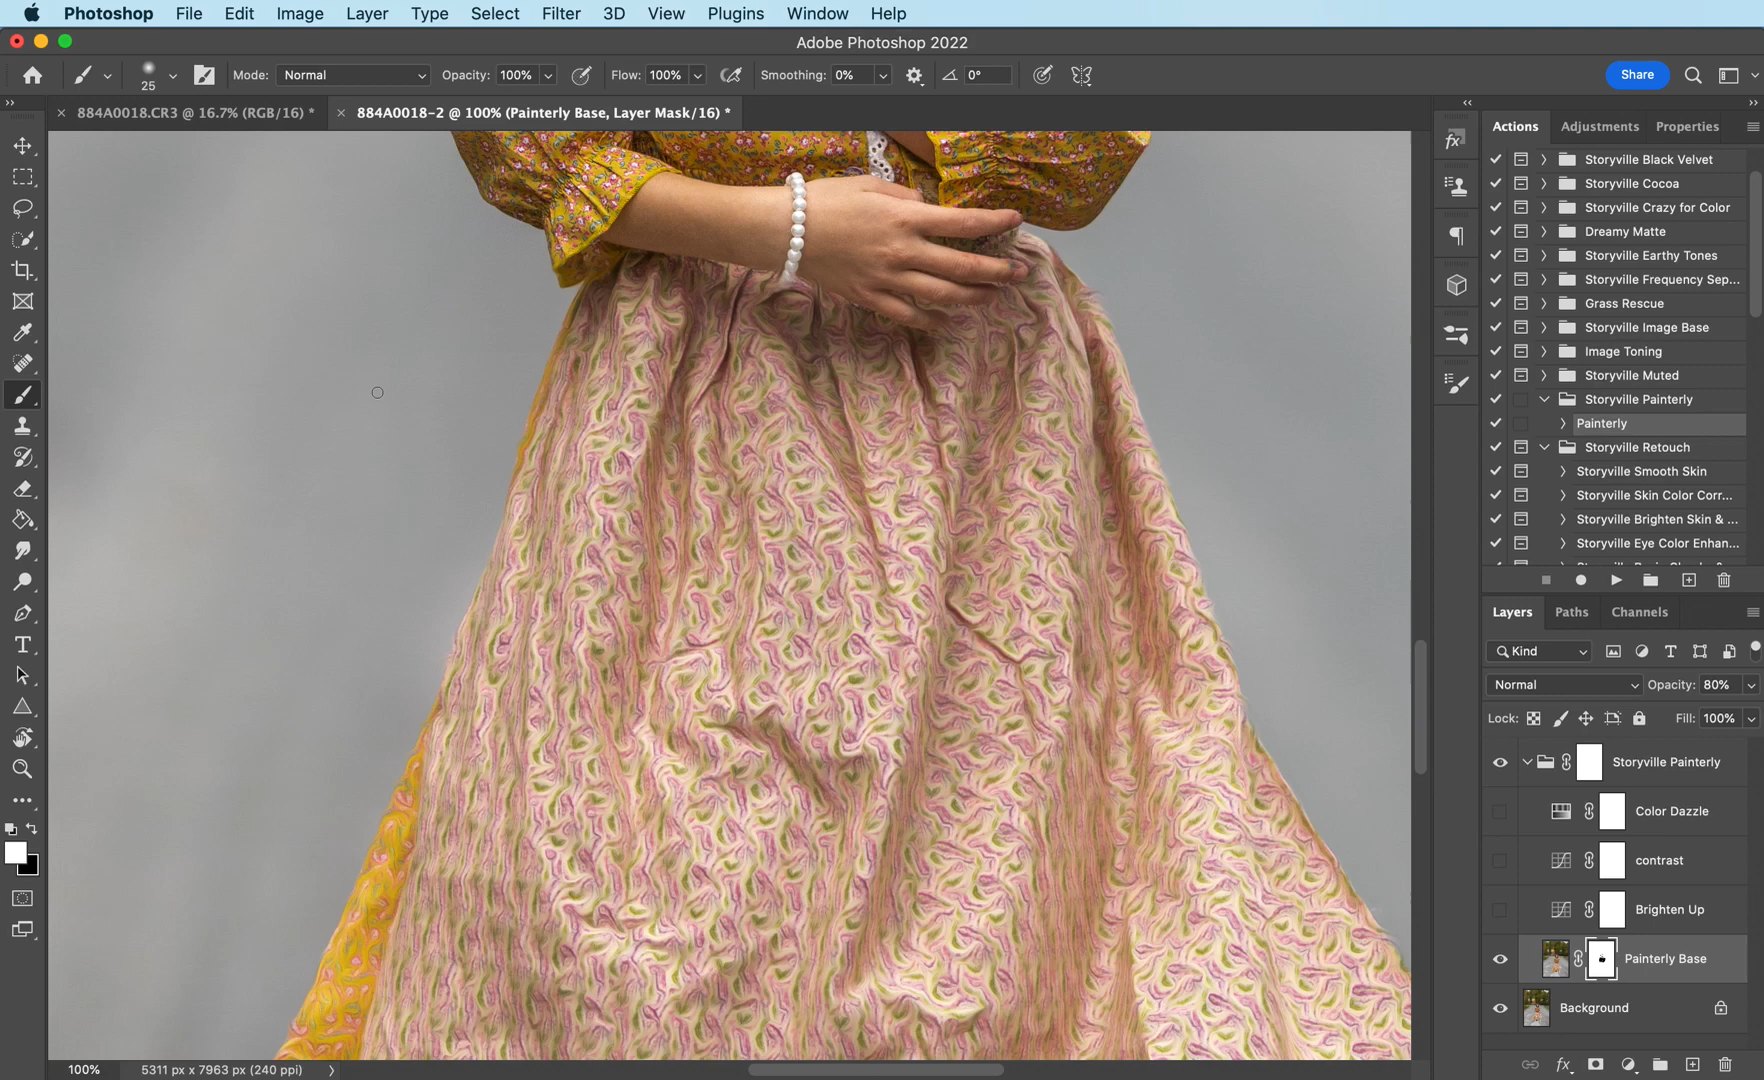 Photoshop File Edit Image Layer Type Select Filter 3D View Plugins Window Help
Adobe Photoshop 2022
25 Mode: Normal Opacity: 100% Flow: 100% Smoothing: 0% 0° Share
884A0018.CR3 @ 16.7% (RGB/16) * 884A0018-2 @ 100% (Painterly Base, Layer Mask/16) *
Actions Adjustments Properties
Storyville Black Velvet
Storyville Cocoa
Storyville Crazy for Color
Dreamy Matte
Storyville Earthy Tones
Storyville Frequency Sep...
Grass Rescue
Storyville Image Base
Image Toning
Storyville Muted
Storyville Painterly
Painterly
Storyville Retouch
Storyville Smooth Skin
Storyville Skin Color Corr...
Storyville Brighten Skin & ...
Storyville Eye Color Enhan...
Layers Paths Channels
Kind
Normal Opacity: 80%
Lock: Fill: 100%
Storyville Painterly
Color Dazzle
contrast
Brighten Up
Painterly Base
Background
100% 5311 px x 7963 px (240 ppi)